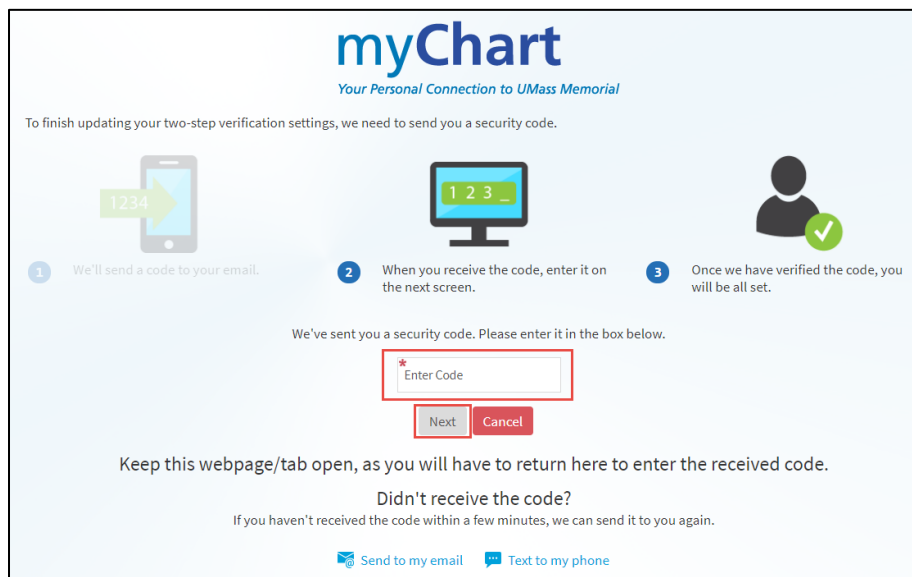 myChart
Your Personal Connection to UMass Memorial
To finish updating your two-step verification settings, we need to send you a security code.
1234
1 2 3 _
1 We'll send a code to your email.
2 When you receive the code, enter it on
the next screen.
3 Once we have verified the code, you
will be all set.
We've sent you a security code. Please enter it in the box below.
* Enter Code
Next Cancel
Keep this webpage/tab open, as you will have to return here to enter the received code.
Didn't receive the code?
If you haven't received the code within a few minutes, we can send it to you again.
Send to my email Text to my phone